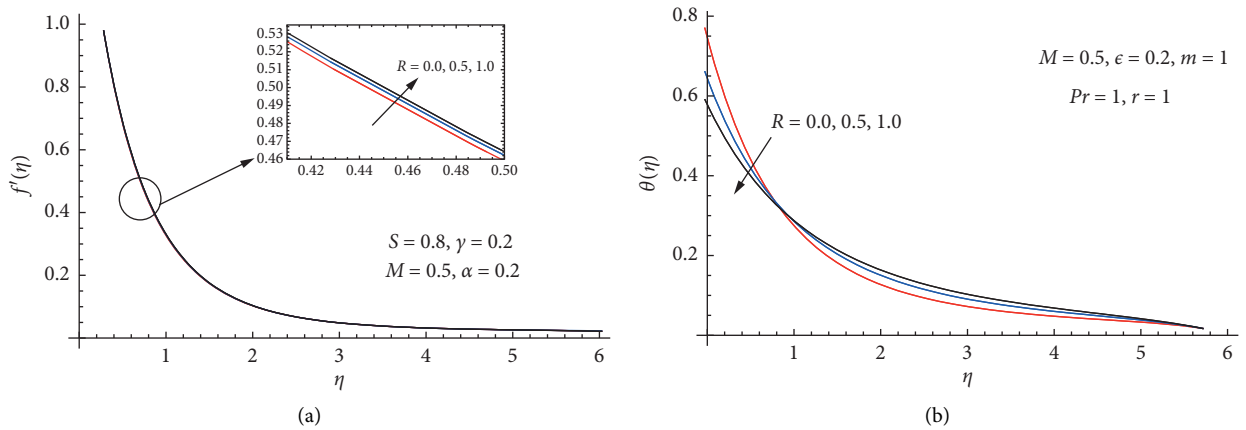 1.0
0.8
0.6
0.4
0.2
f′(η)
1 2 3 4 5 6
η
0.53
0.52
0.51
0.50
0.49
0.48
0.47
0.46
0.42 0.44 0.46 0.48 0.50
R = 0.0, 0.5, 1.0
S = 0.8, γ = 0.2
M = 0.5, α = 0.2
(a)
0.8
0.6
0.4
0.2
θ(η)
1 2 3 4 5 6
η
M = 0.5, ϵ = 0.2, m = 1
Pr = 1, r = 1
R = 0.0, 0.5, 1.0
(b)